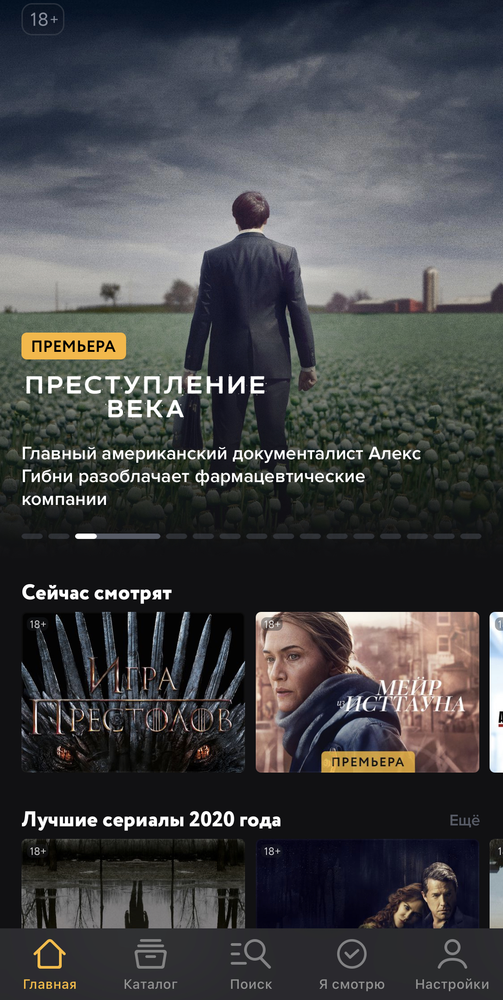 18+
ПРЕМЬЕРА
ПРЕСТУПЛЕНИЕ
ВЕКА
Главный американский документалист Алекс
Гибни разоблачает фармацевтические
компании
Сейчас смотрят
18+
18+
ИГРА
ПРЕСТОЛОВ
МЕЙР
из ИСТТАУНА
ПРЕМЬЕРА
Лучшие сериалы 2020 года
Ещё
18+
18+
Главная
Каталог
Поиск
Я смотрю
Настройки